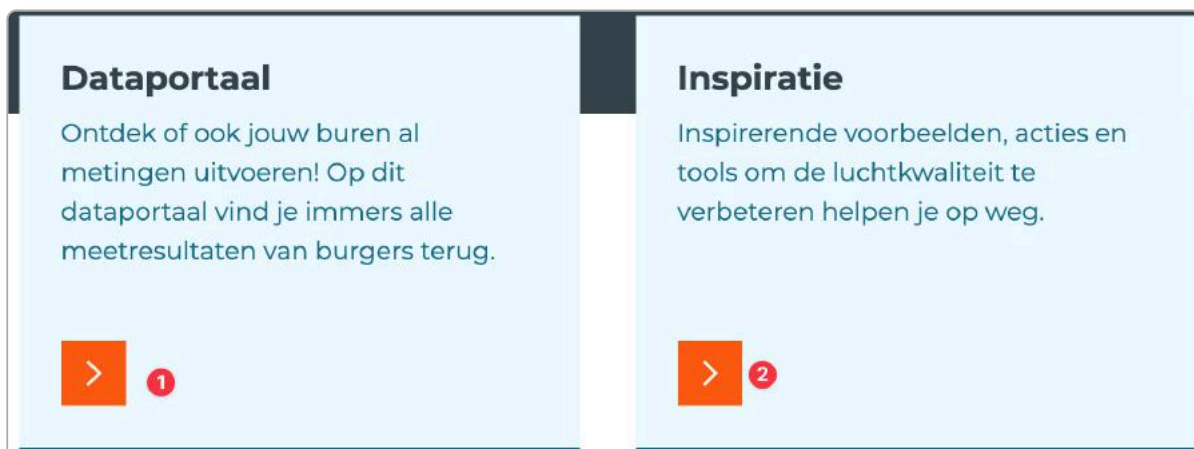 Dataportaal
Ontdek of ook jouw buren al
metingen uitvoeren! Op dit
dataportaal vind je immers alle
meetresultaten van burgers terug.
1
Inspiratie
Inspirerende voorbeelden, acties en
tools om de luchtkwaliteit te
verbeteren helpen je op weg.
2